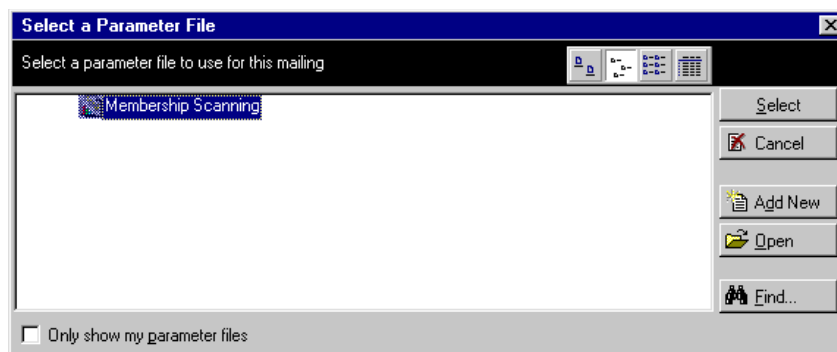 Select a Parameter File
Select a parameter file to use for this mailing
Membership Scanning
Select
Cancel
Add New
Open
Find...
Only show my parameter files